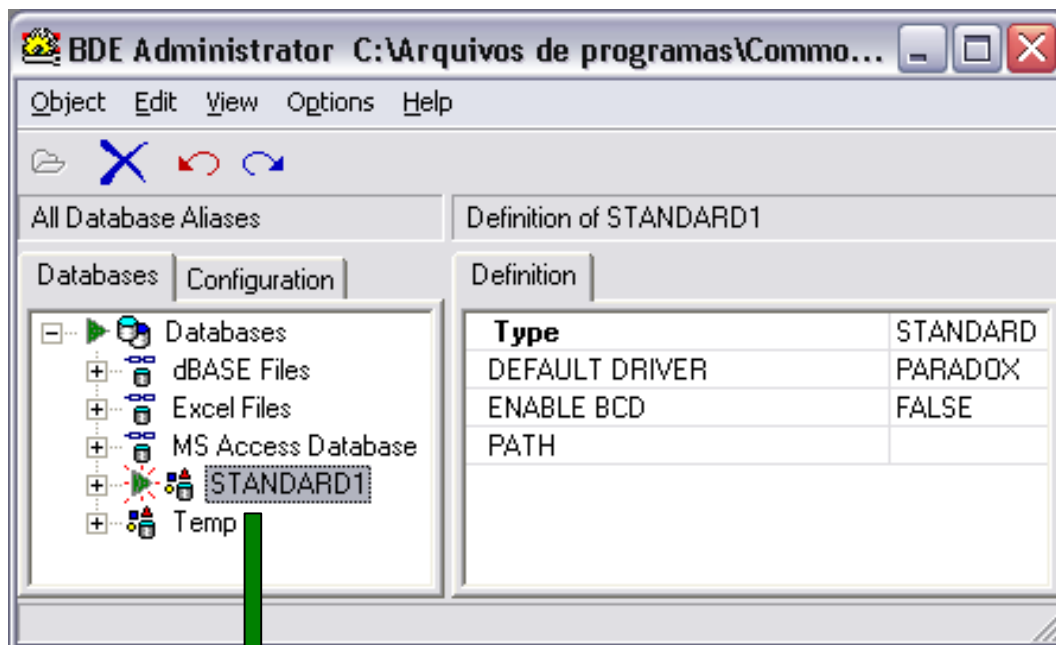 BDE Administrator C:\Arquivos de programas\Commo...
Object Edit View Options Help
All Database Aliases
Definition of STANDARD1
Databases
Configuration
Definition
Databases
dBASE Files
Excel Files
MS Access Database
STANDARD1
Temp
Type STANDARD
DEFAULT DRIVER PARADOX
ENABLE BCD FALSE
PATH